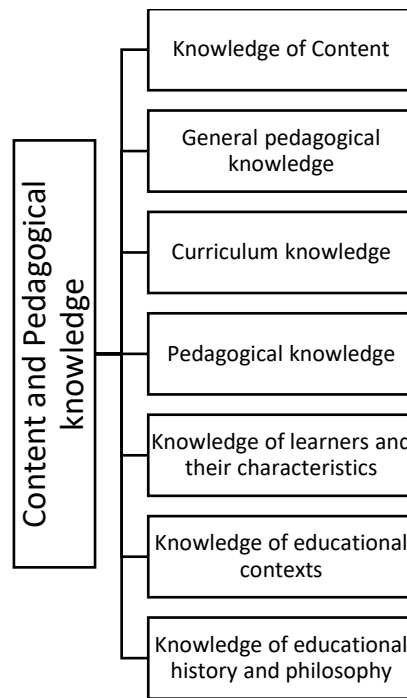 Content and Pedagogical
knowledge
Knowledge of Content
General pedagogical
knowledge
Curriculum knowledge
Pedagogical knowledge
Knowledge of learners and
their characteristics
Knowledge of educational
contexts
Knowledge of educational
history and philosophy